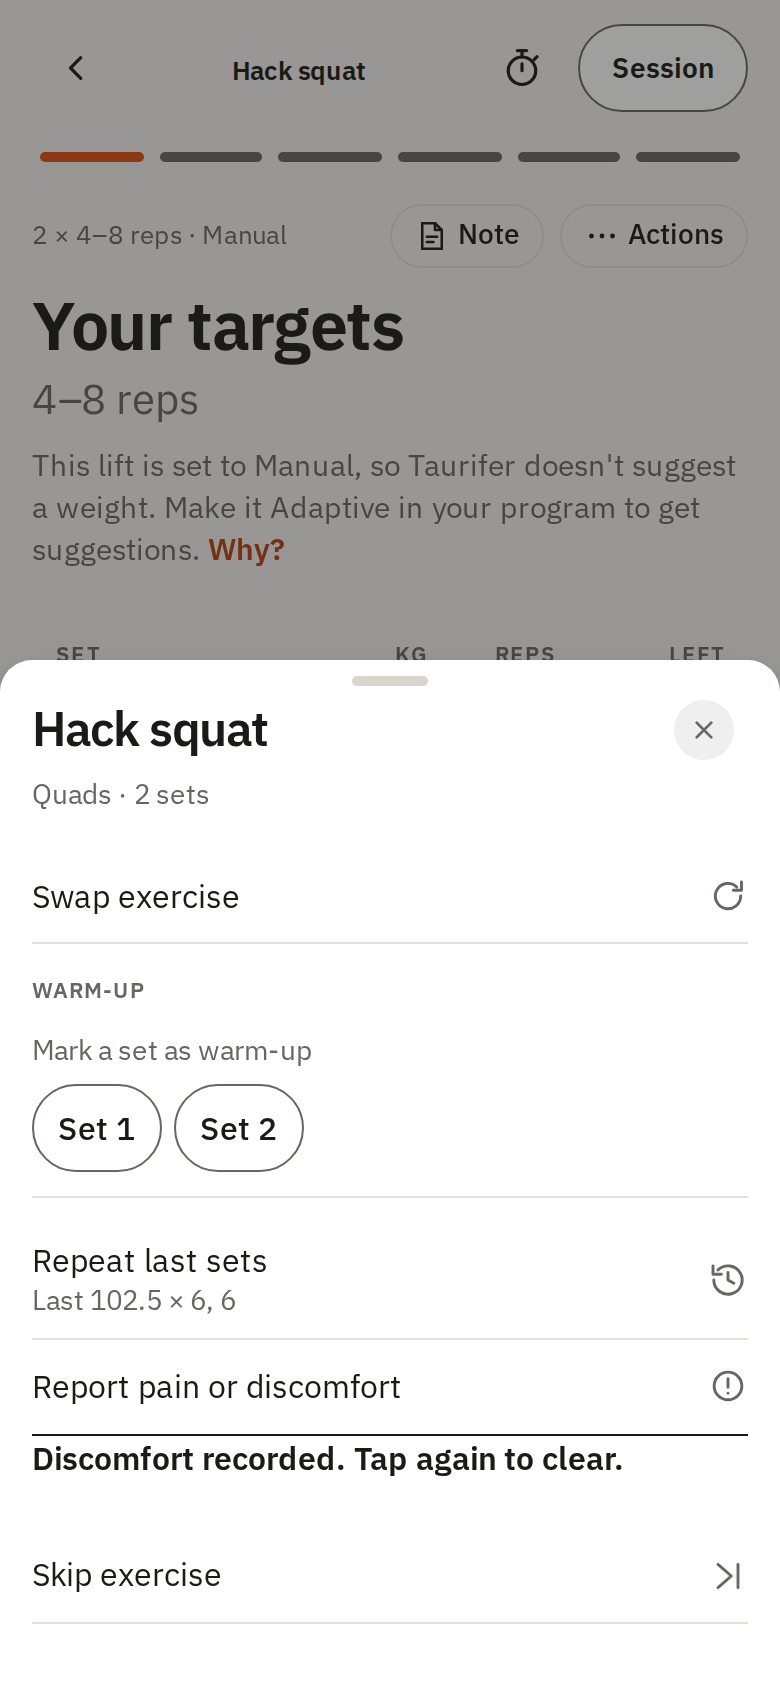 Hack squat
Session
2 × 4–8 reps · Manual
Note
Actions
Your targets
4–8 reps
This lift is set to Manual, so Taurifer doesn't suggest
a weight. Make it Adaptive in your program to get
suggestions. Why?
SET KG REPS LEFT
Hack squat
Quads · 2 sets
Swap exercise
WARM-UP
Mark a set as warm-up
Set 1 Set 2
Repeat last sets
Last 102.5 × 6, 6
Report pain or discomfort
Discomfort recorded. Tap again to clear.
Skip exercise